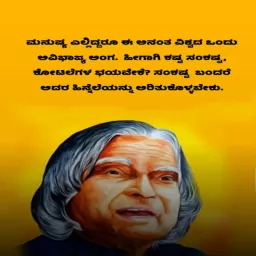 ಮನುಷ್ಯ ಎಲ್ಲಿದ್ದರೂ ಈ ಅನಂತ ವಿಶ್ವದ ಒಂದು
ಅವಿಭಾಜ್ಯ ಅಂಗ. ಹೀಗಾಗಿ ಕಷ್ಟ ಸಂಕಷ್ಟ,
ಕೋಟಲೆಗಳ ಭಯವೇಕೆ? ಸಂಕಷ್ಟ ಬಂದರೆ
ಅದರ ಹಿನ್ನೆಲೆಯನ್ನು ಅರಿತುಕೊಳ್ಳಬೇಕು.